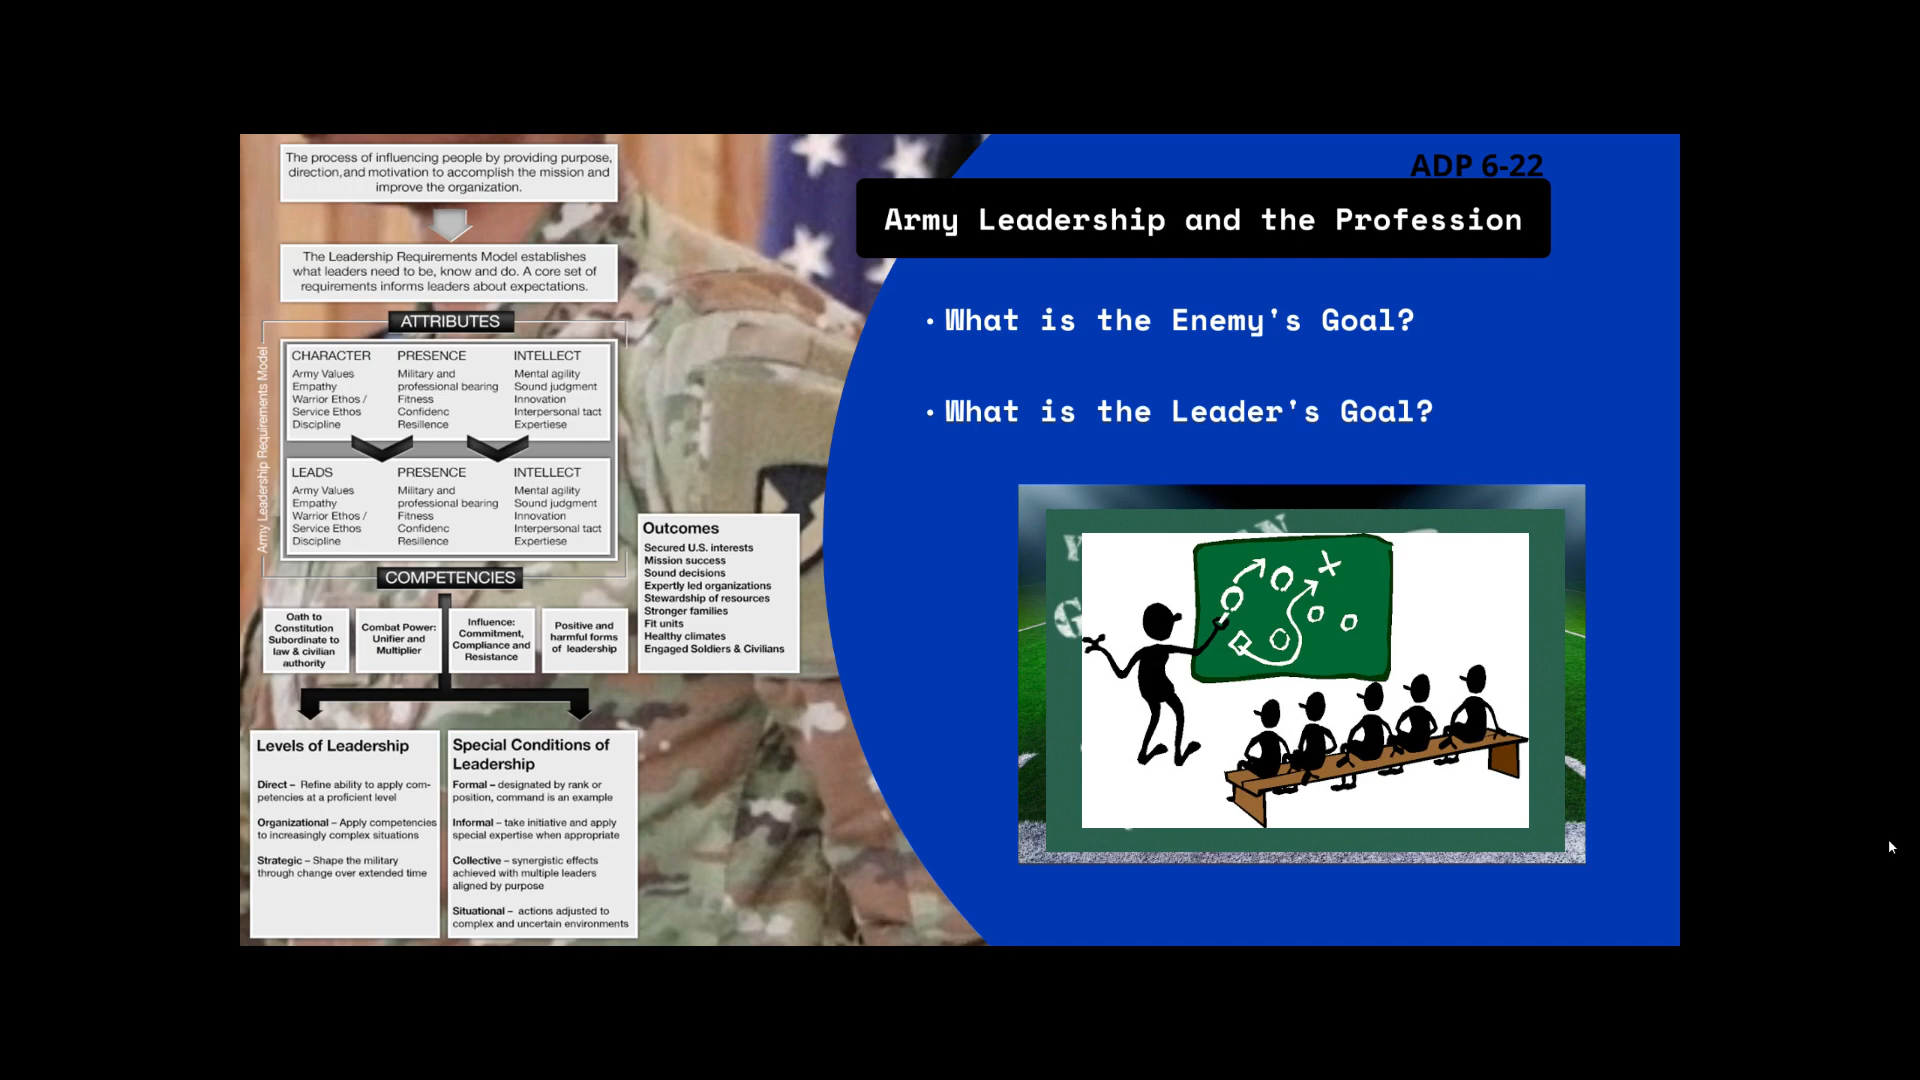 The process of influencing people by providing purpose,
direction,and motivation to accomplish the mission and
improve the organization.
The Leadership Requirements Model establishes
what leaders need to be, know and do. A core set of
requirements informs leaders about expectations.
Army Leadership Requirements Model
ATTRIBUTES
CHARACTER
Army Values
Empathy
Warrior Ethos /
Service Ethos
Discipline
PRESENCE
Military and
professional bearing
Fitness
Confidenc
Resillence
INTELLECT
Mental agility
Sound judgment
Innovation
Interpersonal tact
Expertiese
LEADS
Army Values
Empathy
Warrior Ethos /
Service Ethos
Discipline
PRESENCE
Military and
professional bearing
Fitness
Confidenc
Resillence
INTELLECT
Mental agility
Sound judgment
Innovation
Interpersonal tact
Expertiese
COMPETENCIES
Oath to
Constitution
Subordinate to
law & civilian
authority
Combat Power:
Unifier and
Multiplier
Influence:
Commitment,
Compliance and
Resistance
Positive and
harmful forms
of leadership
Outcomes
Secured U.S. interests
Mission success
Sound decisions
Expertly led organizations
Stewardship of resources
Stronger families
Fit units
Healthy climates
Engaged Soldiers & Civilians
Levels of Leadership
Direct – Refine ability to apply com-
petencies at a proficient level
Organizational – Apply competencies
to increasingly complex situations
Strategic – Shape the military
through change over extended time
Special Conditions of
Leadership
Formal – designated by rank or
position, command is an example
Informal – take initiative and apply
special expertise when appropriate
Collective – synergistic effects
achieved with multiple leaders
aligned by purpose
Situational – actions adjusted to
complex and uncertain environments
ADP 6-22
Army Leadership and the Profession
• What is the Enemy's Goal?
• What is the Leader's Goal?